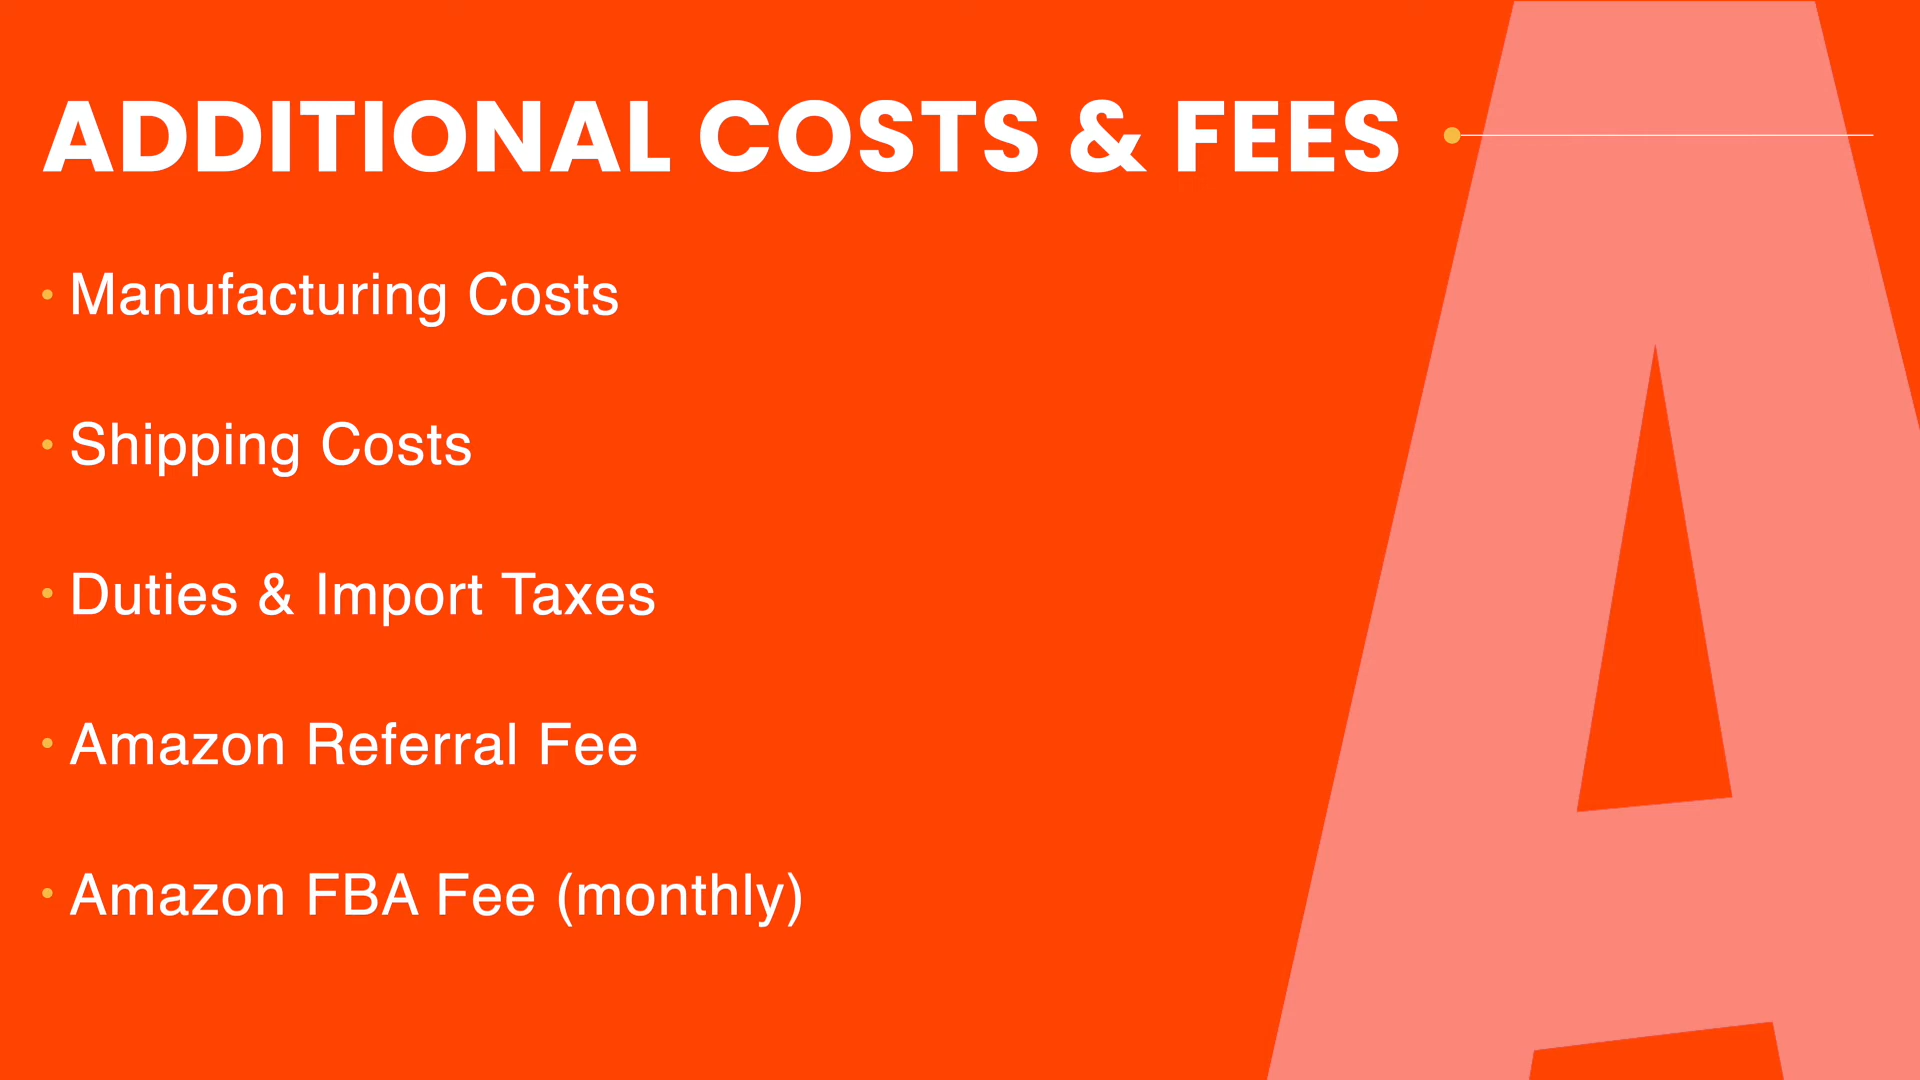 ADDITIONAL COSTS & FEES
• Manufacturing Costs
• Shipping Costs
• Duties & Import Taxes
• Amazon Referral Fee
• Amazon FBA Fee (monthly)
A